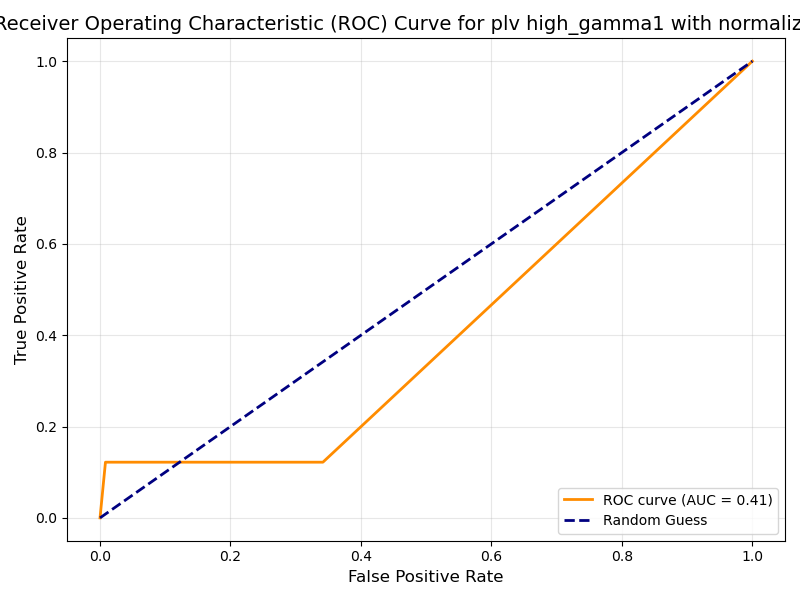 Receiver Operating Characteristic (ROC) Curve for plv high_gamma1 with normaliz
1.0
0.8
0.6
0.4
0.2
0.0
True Positive Rate
ROC curve (AUC = 0.41)
Random Guess
0.0 0.2 0.4 0.6 0.8 1.0
False Positive Rate